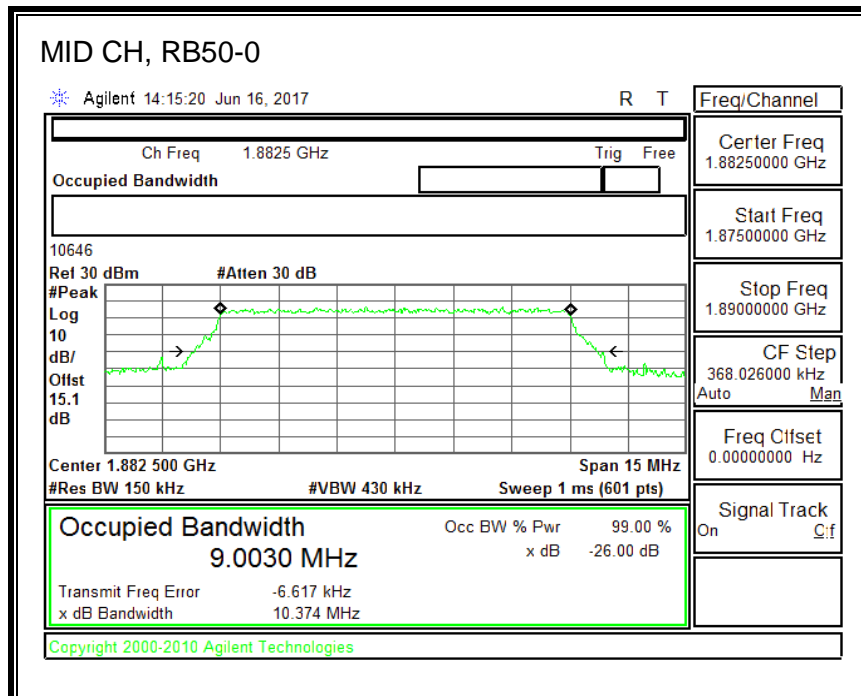 MID CH, RB50-0
Agilent 14:15:20 Jun 16, 2017 R T
Ch Freq 1.8825 GHz Trig Free
Occupied Bandwidth
10646
Ref 30 dBm #Atten 30 dB
#Peak
Log
10
dB/
Offst
15.1
dB
Center 1.882 500 GHz Span 15 MHz
#Res BW 150 kHz #VBW 430 kHz Sweep 1 ms (601 pts)
Occupied Bandwidth
9.0030 MHz
Occ BW % Pwr 99.00 %
x dB -26.00 dB
Transmit Freq Error -6.617 kHz
x dB Bandwidth 10.374 MHz
Copyright 2000-2010 Agilent Technologies
Freq/Channel
Center Freq
1.88250000 GHz
Start Freq
1.87500000 GHz
Stop Freq
1.89000000 GHz
CF Step
368.026000 kHz
Auto Man
Freq Offset
0.00000000 Hz
Signal Track
On Off